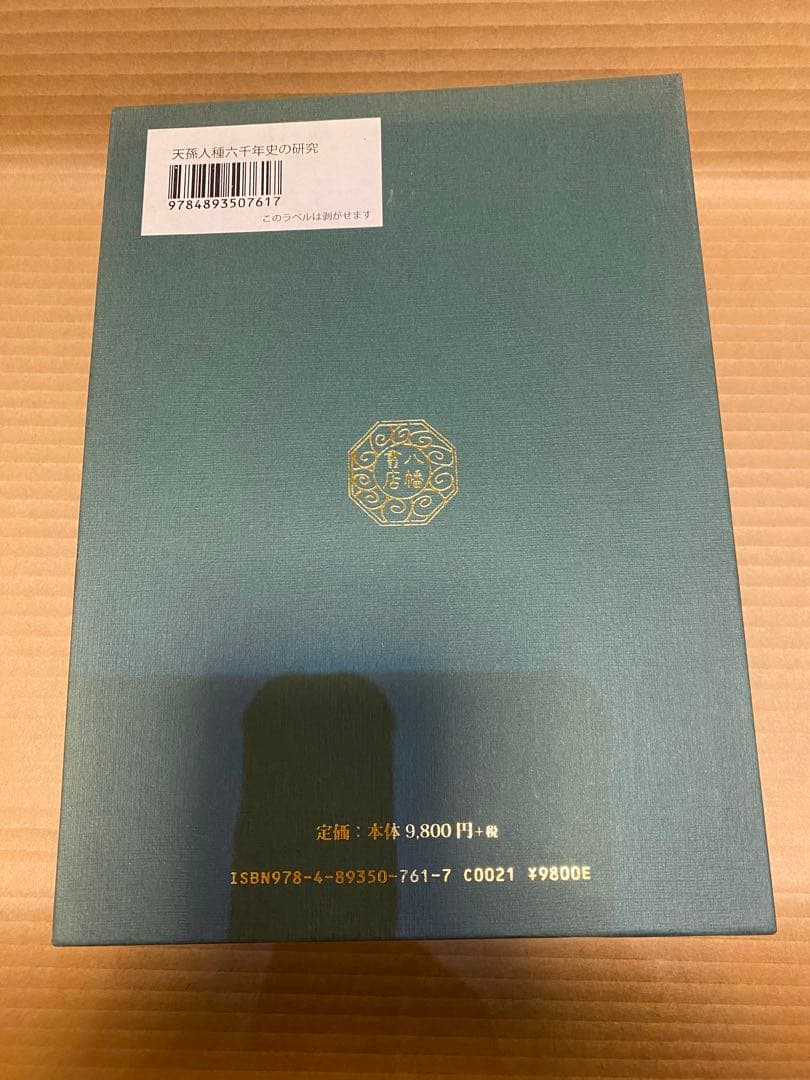 天孫人種六千年史の研究
9784893507617
このラベルは剥がせます
八幡
書店
定価：本体 9,800 円+税
ISBN978-4-89350-761-7 C0021 ¥9800E